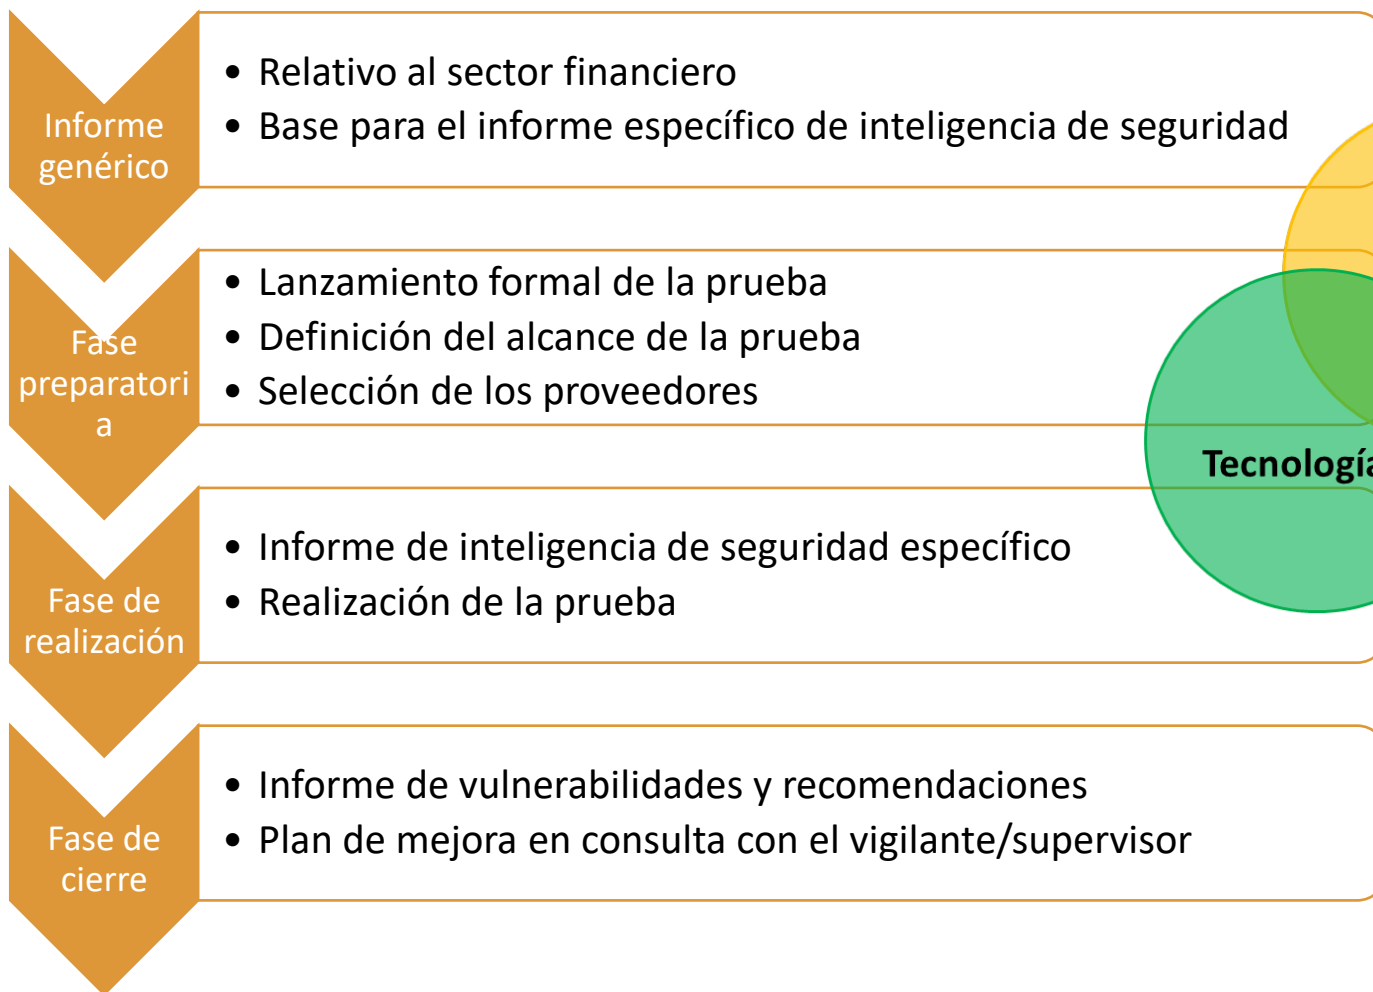 Informe
genérico
• Relativo al sector financiero
• Base para el informe específico de inteligencia de seguridad
Fase
preparatori
a
• Lanzamiento formal de la prueba
• Definición del alcance de la prueba
• Selección de los proveedores
Tecnología
Fase de
realización
• Informe de inteligencia de seguridad específico
• Realización de la prueba
Fase de
cierre
• Informe de vulnerabilidades y recomendaciones
• Plan de mejora en consulta con el vigilante/supervisor